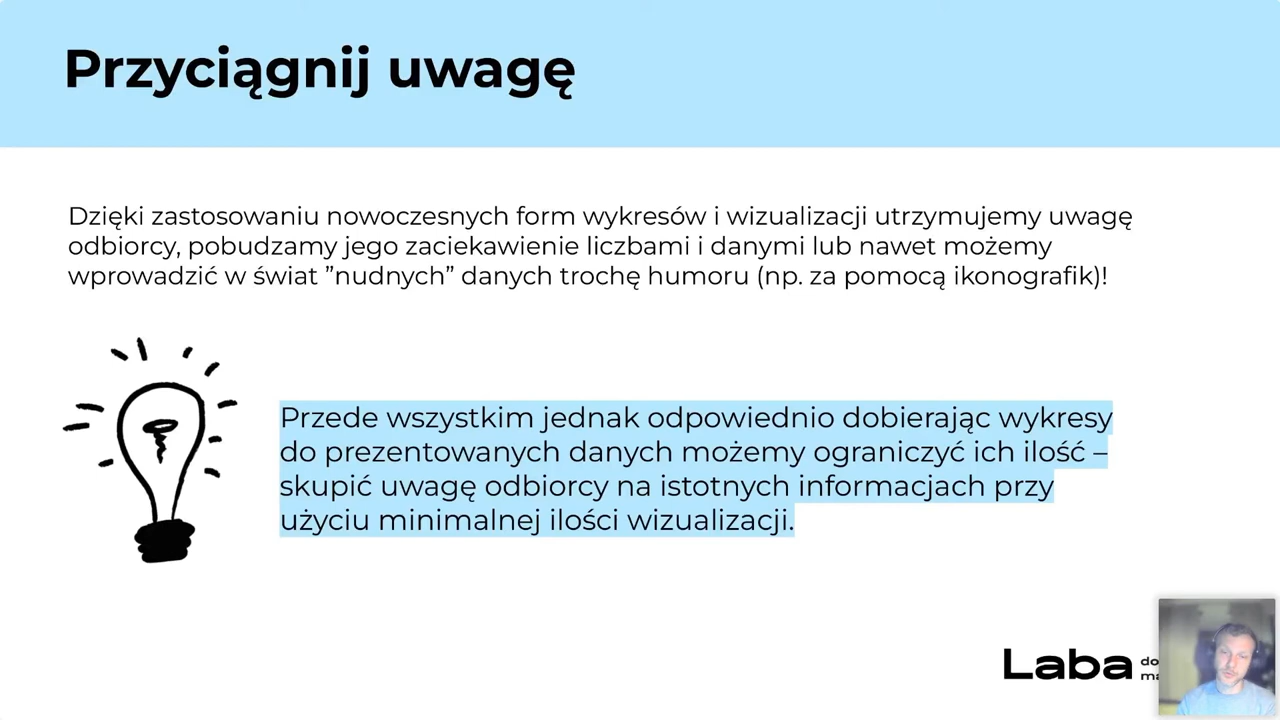 Przyciągnij uwagę
Dzięki zastosowaniu nowoczesnych form wykresów i wizualizacji utrzymujemy uwagę
odbiorcy, pobudzamy jego zaciekawienie liczbami i danymi lub nawet możemy
wprowadzić w świat ”nudnych” danych trochę humoru (np. za pomocą ikonografik)!
Przede wszystkim jednak odpowiednio dobierając wykresy
do prezentowanych danych możemy ograniczyć ich ilość –
skupić uwagę odbiorcy na istotnych informacjach przy
użyciu minimalnej ilości wizualizacji.
Laba